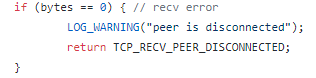 if (bytes == 0) { // recv error
LOG_WARNING("peer is disconnected");
return TCP_RECV_PEER_DISCONNECTED;
}